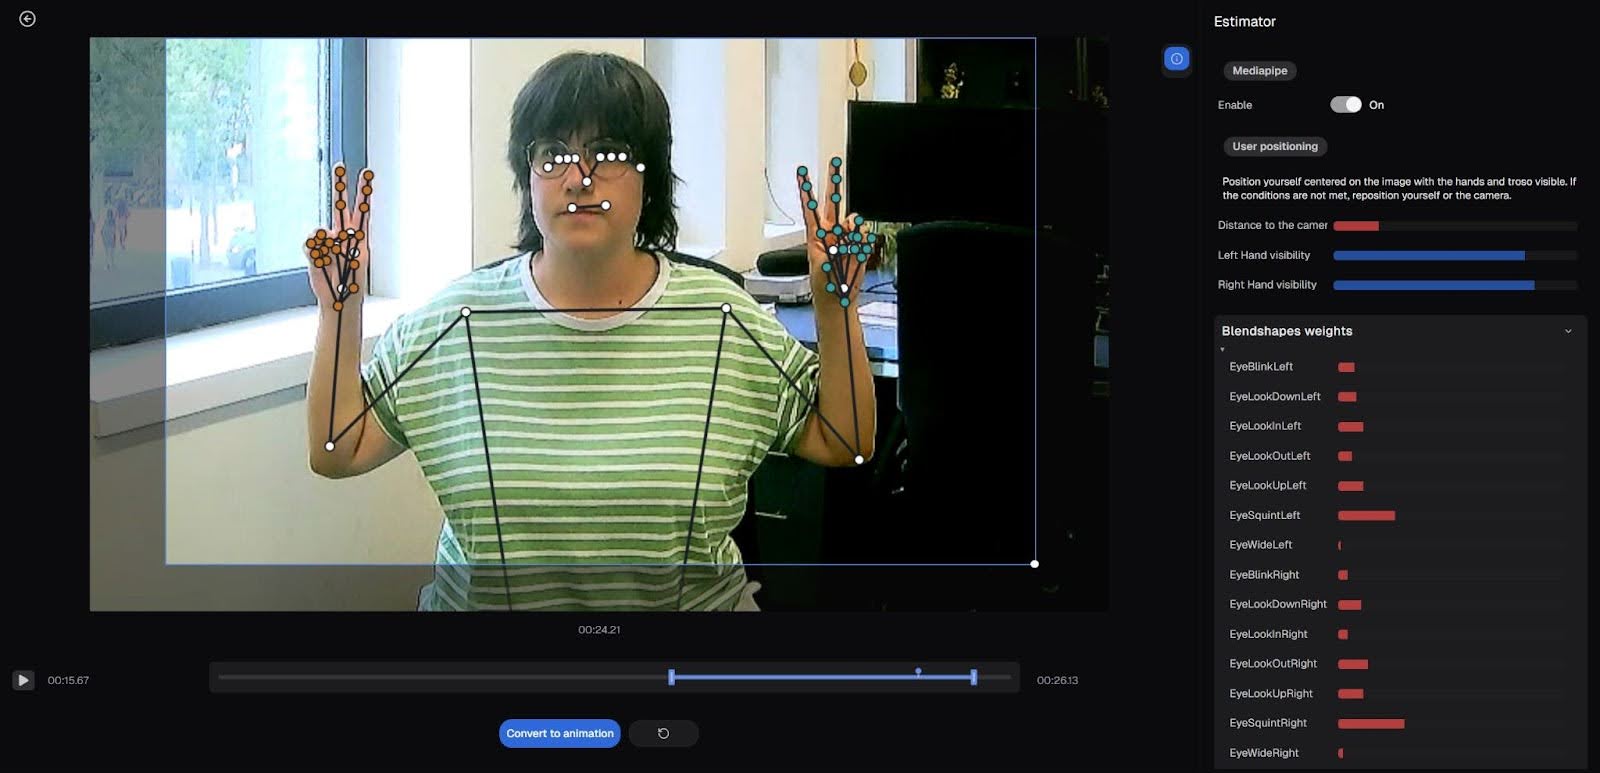 Estimator
Mediapipe
Enable
On
User positioning
Position yourself centered on the image with the hands and troso visible. If
the conditions are not met, reposition yourself or the camera.
Distance to the camer
Left Hand visibility
Right Hand visibility
Blendshapes weights
EyeBlinkLeft
EyeLookDownLeft
EyeLookInLeft
EyeLookOutLeft
EyeLookUpLeft
EyeSquintLeft
EyeWideLeft
EyeBlinkRight
EyeLookDownRight
EyeLookInRight
EyeLookOutRight
EyeLookUpRight
EyeSquintRight
EyeWideRight
00:24.21
00:15.67
00:26.13
Convert to animation